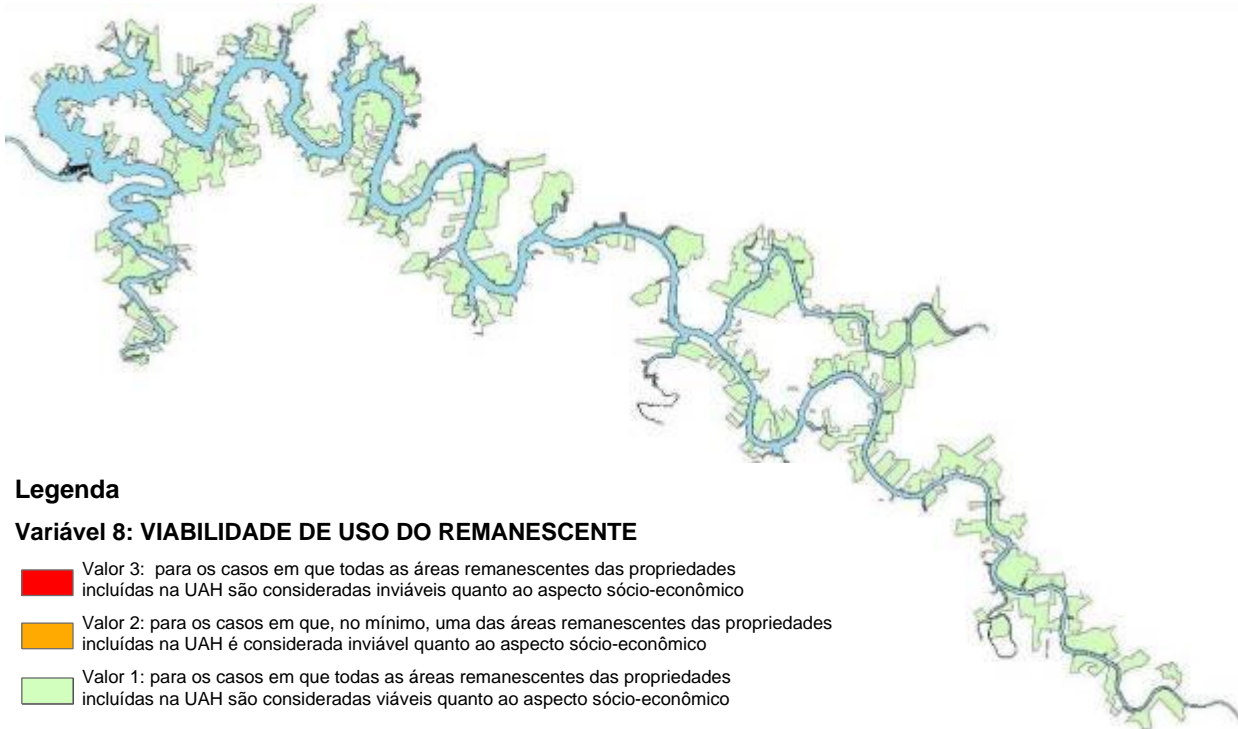 Legenda
Variável 8: VIABILIDADE DE USO DO REMANESCENTE
Valor 3: para os casos em que todas as áreas remanescentes das propriedades
incluídas na UAH são consideradas inviáveis quanto ao aspecto sócio-econômico
Valor 2: para os casos em que, no mínimo, uma das áreas remanescentes das propriedades
incluídas na UAH é considerada inviável quanto ao aspecto sócio-econômico
Valor 1: para os casos em que todas as áreas remanescentes das propriedades
incluídas na UAH são consideradas viáveis quanto ao aspecto sócio-econômico